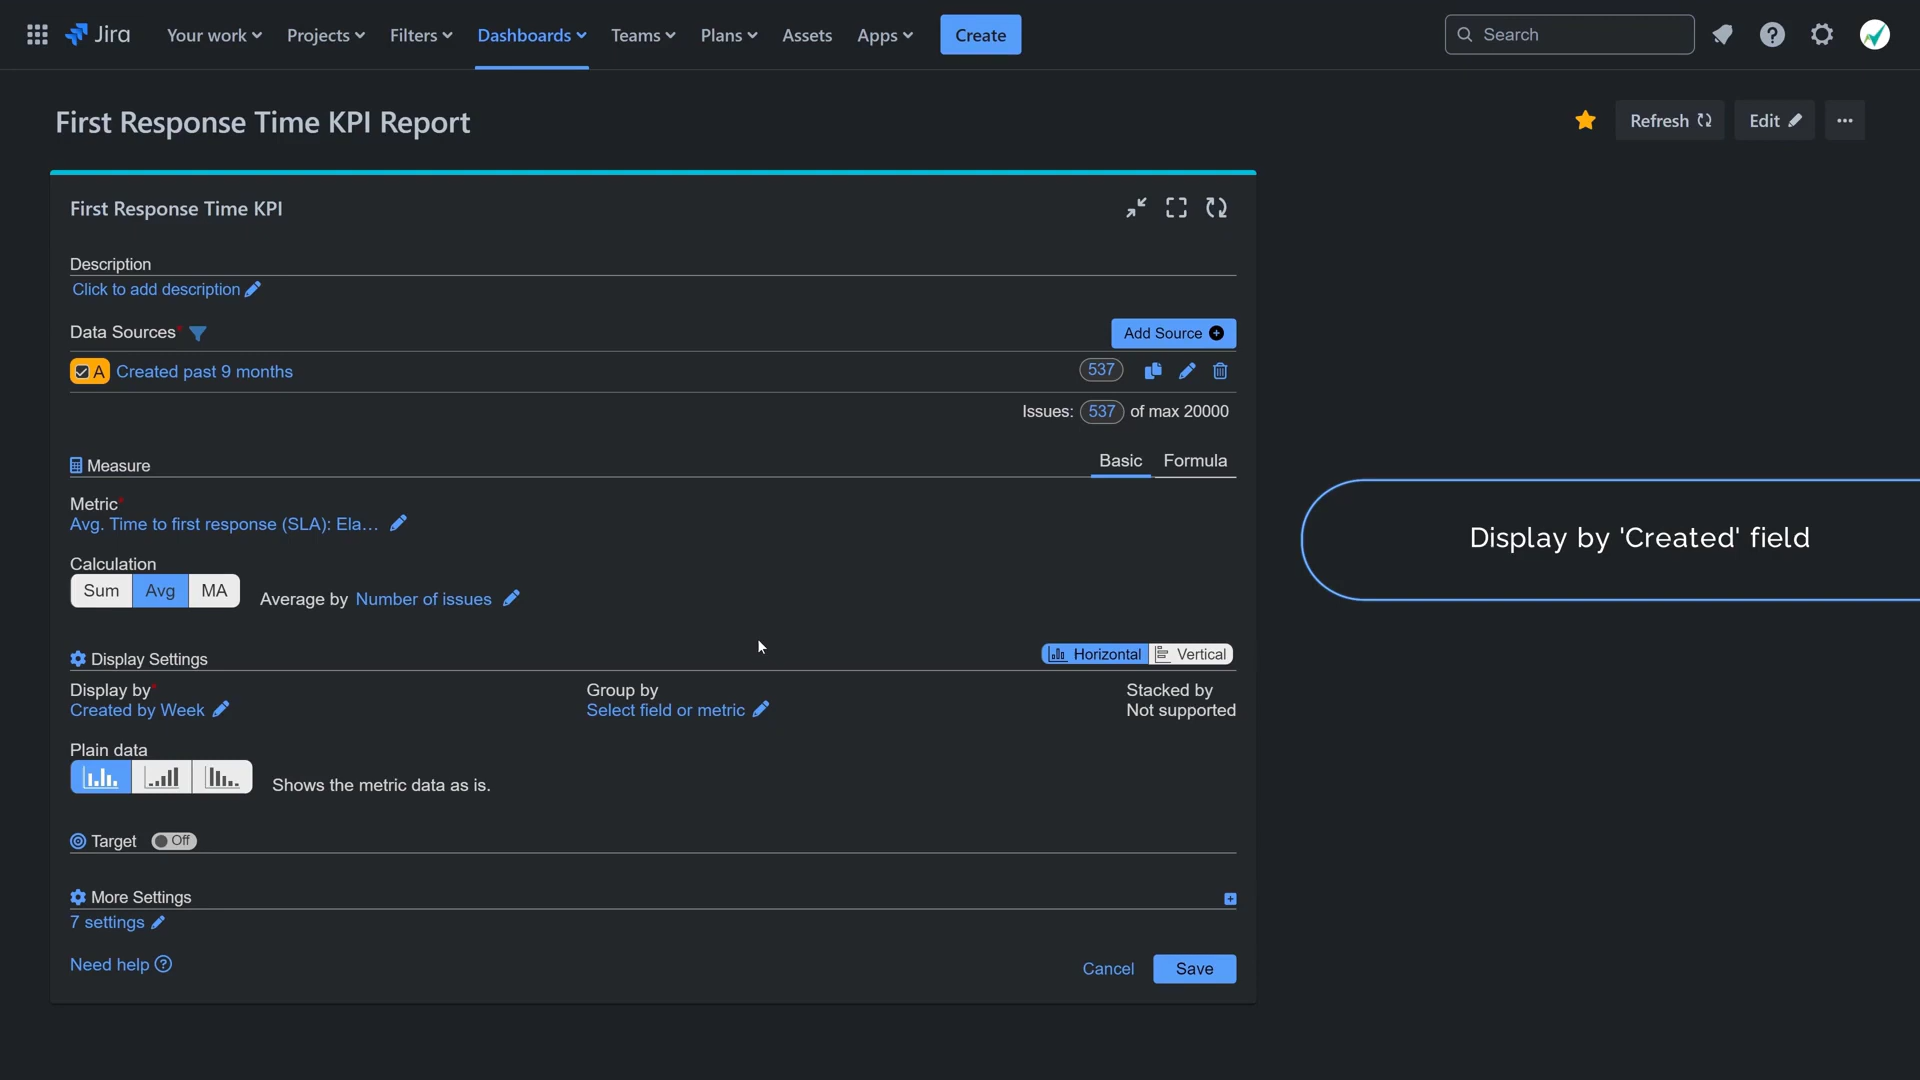 Jira Your work Projects Filters Dashboards Teams Plans Assets Apps Create Search
First Response Time KPI Report
Refresh Edit
First Response Time KPI
Description
Click to add description
Data Sources*
Add Source
A Created past 9 months 537
Issues: 537 of max 20000
Measure Basic Formula
Metric*
Avg. Time to first response (SLA): Ela...
Display by 'Created' field
Calculation
Sum Avg MA Average by Number of issues
Display Settings Horizontal Vertical
Display by* Group by Stacked by
Created by Week Select field or metric Not supported
Plain data
Shows the metric data as is.
Target Off
More Settings
7 settings
Need help
Cancel Save